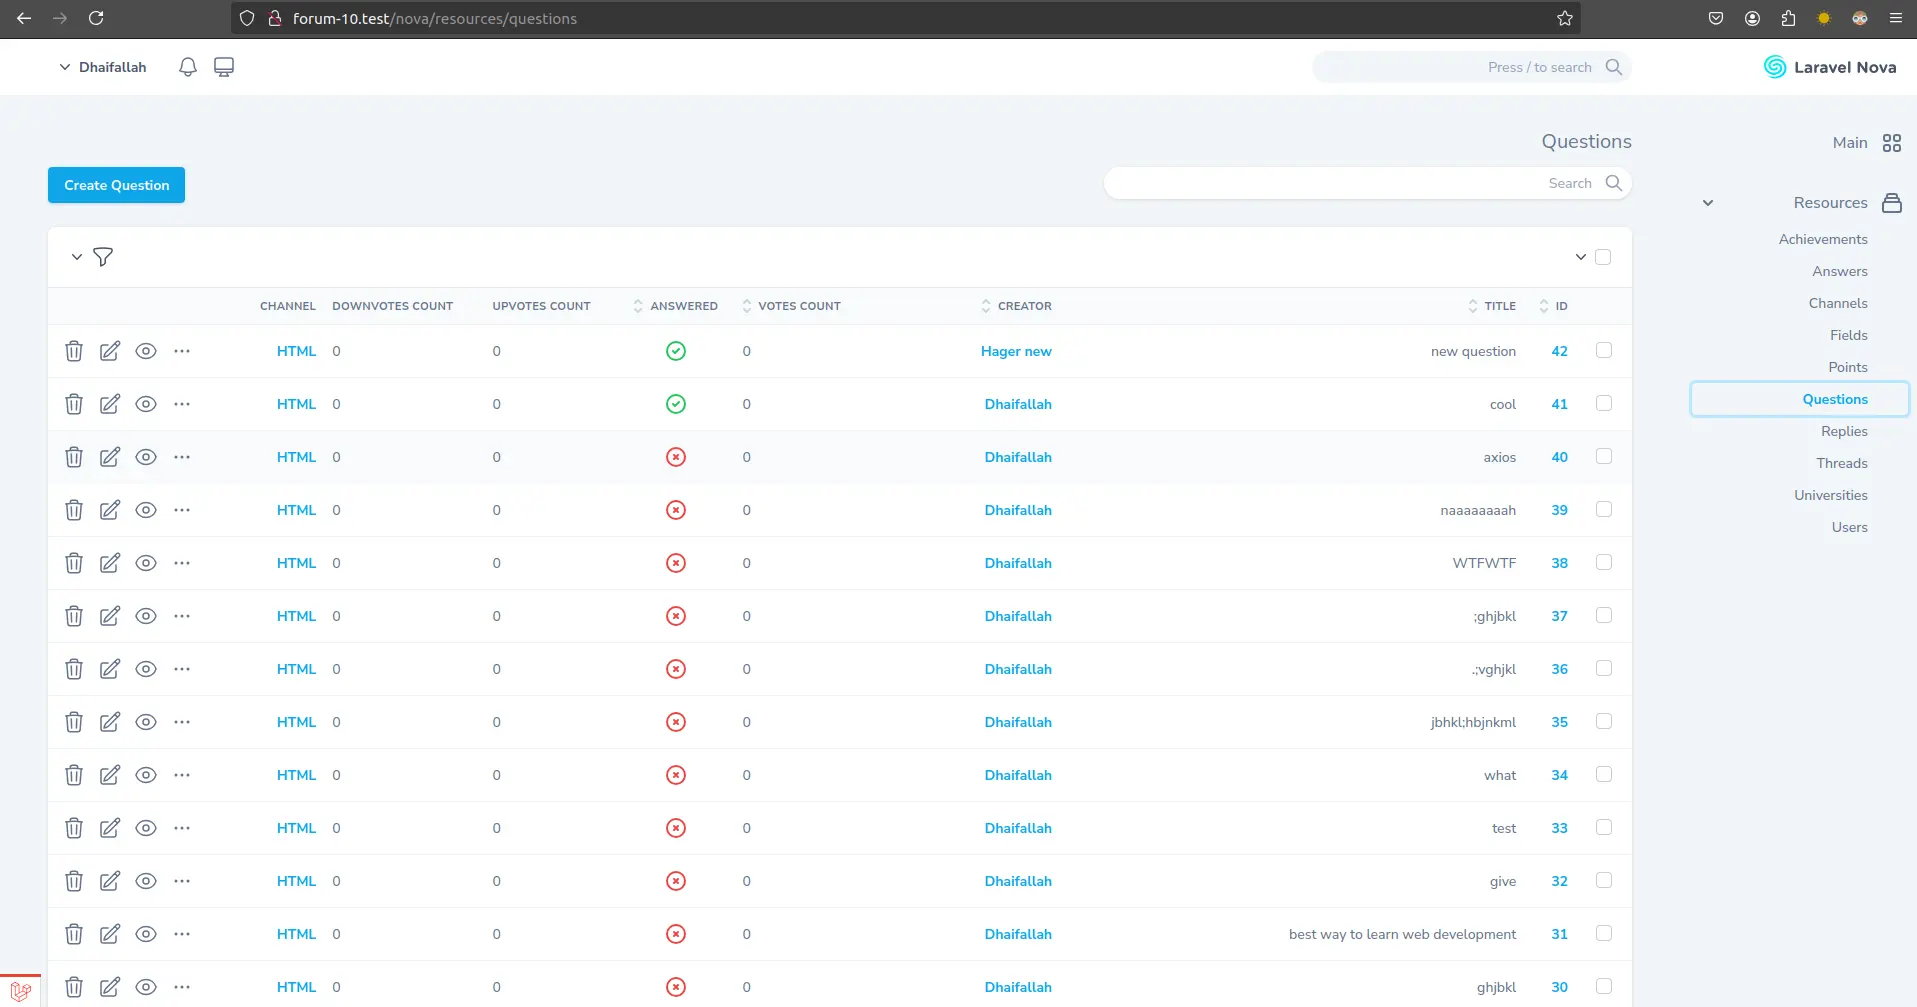 forum-10.test/nova/resources/questions
Dhaifallah
Press / to search
Laravel Nova
Questions
Create Question
Search
Main
Resources
Achievements
Answers
Channels
Fields
Points
Questions
Replies
Threads
Universities
Users
CHANNEL DOWNVOTES COUNT UPVOTES COUNT ANSWERED VOTES COUNT CREATOR TITLE ID
HTML 0 0 0 Hager new new question 42
HTML 0 0 0 Dhaifallah cool 41
HTML 0 0 0 Dhaifallah axios 40
HTML 0 0 0 Dhaifallah naaaaaaaah 39
HTML 0 0 0 Dhaifallah WTFWTF 38
HTML 0 0 0 Dhaifallah ;ghjbkl 37
HTML 0 0 0 Dhaifallah .;vghjkl 36
HTML 0 0 0 Dhaifallah jbhkl;hbjnkml 35
HTML 0 0 0 Dhaifallah what 34
HTML 0 0 0 Dhaifallah test 33
HTML 0 0 0 Dhaifallah give 32
HTML 0 0 0 Dhaifallah best way to learn web development 31
HTML 0 0 0 Dhaifallah ghjbkl 30